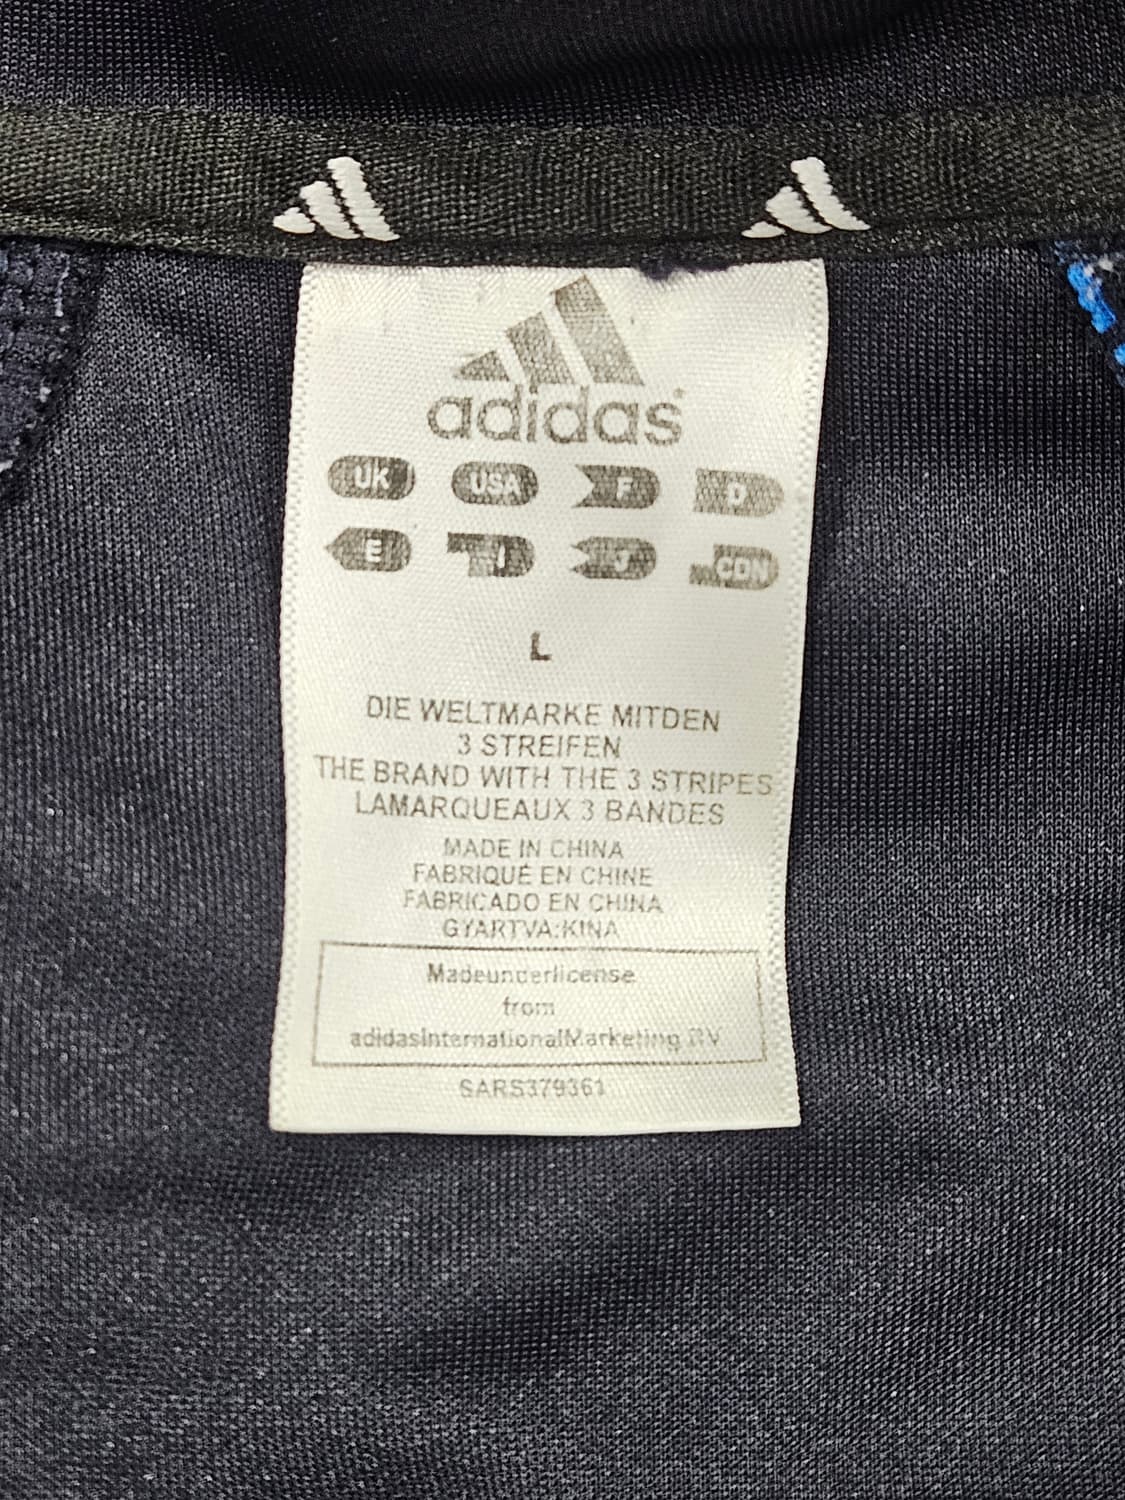 adidas
UK USA F D
E I J CDN
L
DIE WELTMARKE MITDEN
3 STREIFEN
THE BRAND WITH THE 3 STRIPES
LAMARQUEAUX 3 BANDES
MADE IN CHINA
FABRIQUÉ EN CHINE
FABRICADO EN CHINA
GYARTVA:KINA
Madeunderlicense
from
adidasInternationalMarketing BV
SARS379361